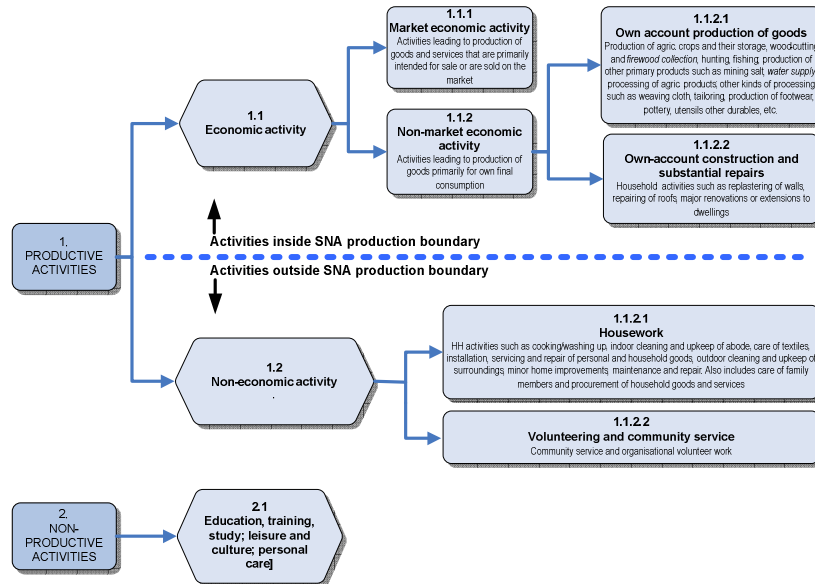 1.1.1
Market economic activity
Activities leading to production of
goods and services that are primarily
intended for sale or are sold on the
market
1.1.2.1
Own account production of goods
Production of agric, crops and their storage, woodcutting
and firewood collection, hunting, fishing; production of
other primary products such as mining salt, water supply;
processing of agric products; other kinds of processing
such as weaving cloth, tailoring, production of footwear,
pottery, utensils other durables, etc.
1.1
Economic activity
1.1.2
Non-market economic
activity
Activities leading to production of
goods primarily for own final
consumption
1.1.2.2
Own-account construction and
substantial repairs
Household activities such as replastering of walls,
repairing of roofs, major renovations or extensions to
dwellings
1.
PRODUCTIVE
ACTIVITIES
Activities inside SNA production boundary
Activities outside SNA production boundary
1.2
Non-economic activity
.
1.1.2.1
Housework
HH activities such as cooking/washing up, indoor cleaning and upkeep of abode, care of textiles,
installation, servicing and repair of personal and household goods, outdoor cleaning and upkeep of
surroundings, minor home improvements, maintenance and repair. Also includes care of family
members and procurement of household goods and services
1.1.2.2
Volunteering and community service
Community service and organisational volunteer work
2.
NON-
PRODUCTIVE
ACTIVITIES
2.1
Education, training,
study; leisure and
culture; personal
care]